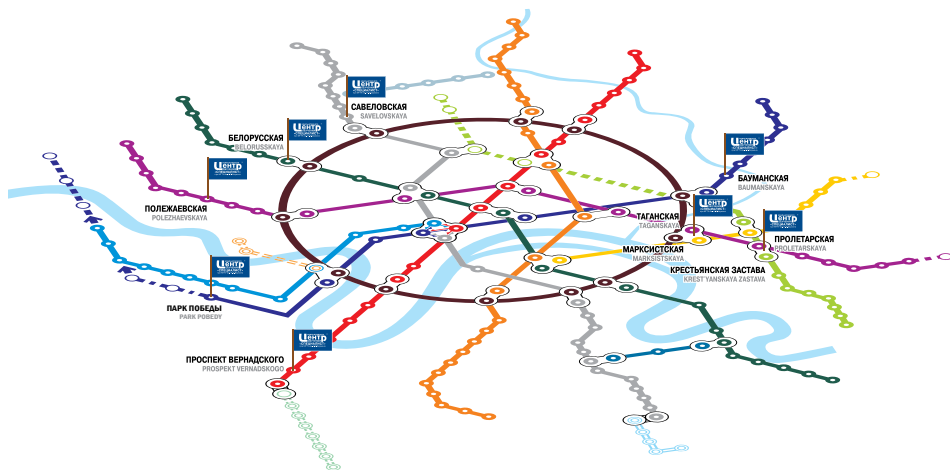 ЦЕНТР
САВЕЛОВСКАЯ
SAVELOVSKAYA
ЦЕНТР
БЕЛОРУССКАЯ
BELORUSSKAYA
ЦЕНТР
БАУМАНСКАЯ
BAUMANSKAYA
ЦЕНТР
ПОЛЕЖАЕВСКАЯ
POLEZHAEVSKAYA
ЦЕНТР
ТАГАНСКАЯ
TAGANSKAYA
ЦЕНТР
ПРОЛЕТАРСКАЯ
PROLETARSKAYA
МАРКСИСТСКАЯ
MARKSISTSKAYA
КРЕСТЬЯНСКАЯ ЗАСТАВА
KREST YANSKAYA ZASTAVA
ЦЕНТР
ПАРК ПОБЕДЫ
PARK POBEDY
ЦЕНТР
ПРОСПЕКТ ВЕРНАДСКОГО
PROSPEKT VERNADSKOGO